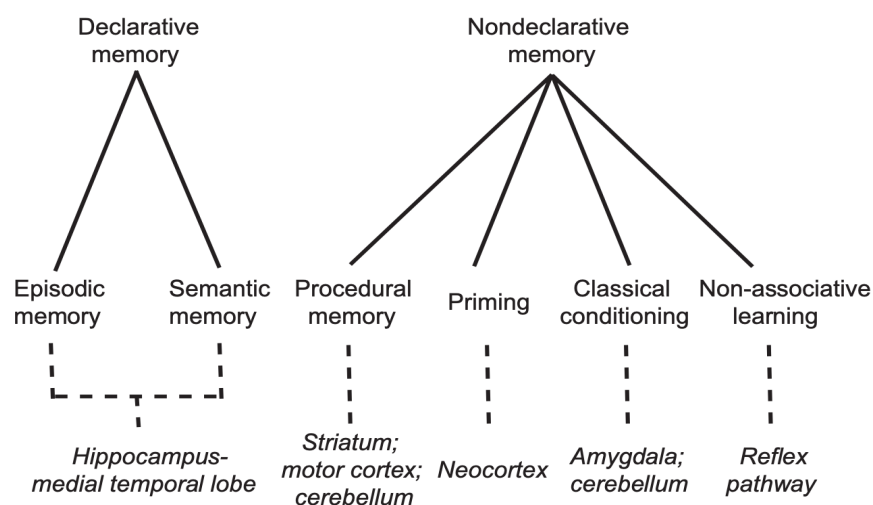 Declarative
memory
Nondeclarative
memory
Episodic
memory
Semantic
memory
Procedural
memory
Priming
Classical
conditioning
Non-associative
learning
Hippocampus-
medial temporal lobe
Striatum;
motor cortex;
cerebellum
Neocortex
Amygdala;
cerebellum
Reflex
pathway